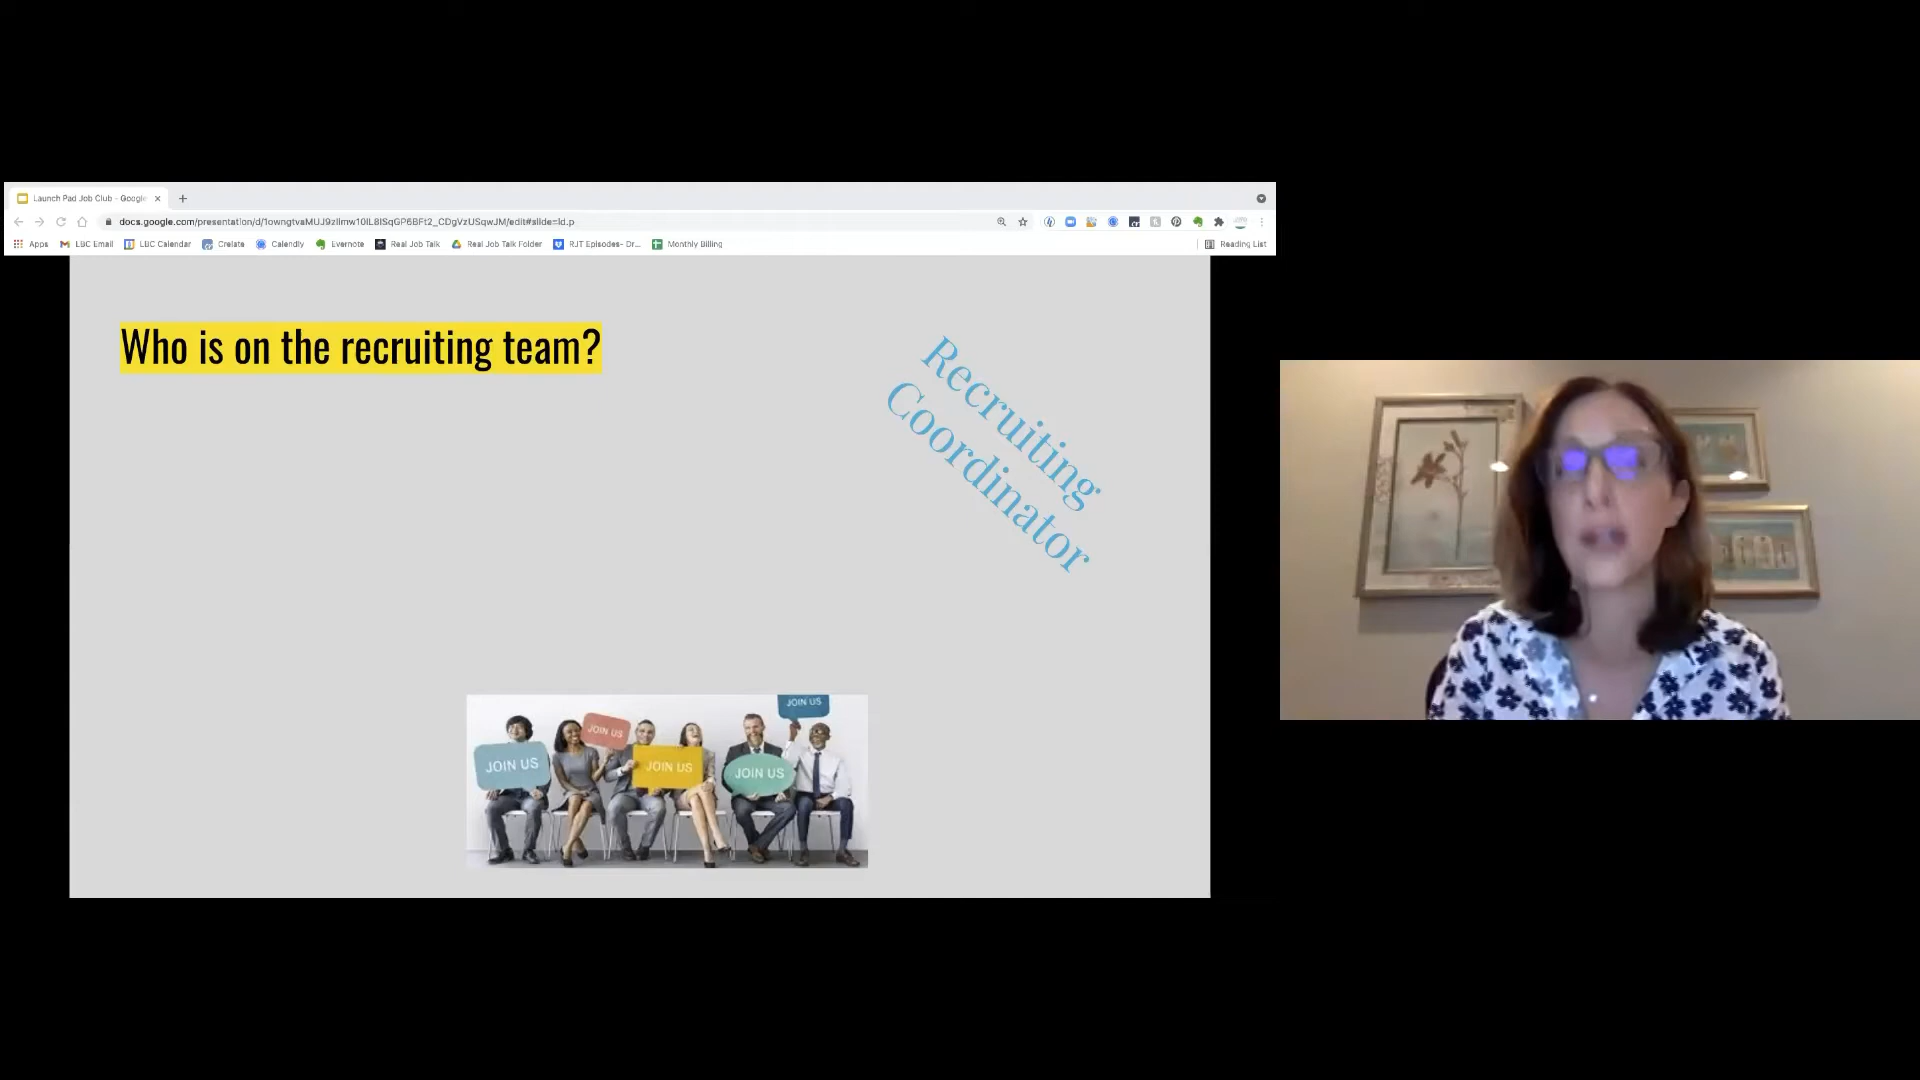 Launch Pad Job Club - Google
docs.google.com/presentation/d/1owngtvaMUJ9zIlmw10IL8ISqGP6BFt2_CDgVzUSqwJM/edit#slide=id.p
Apps LBC Email LBC Calendar Create Calendly Evernote Real Job Talk Real Job Talk Folder RJT Episodes- Dr... Monthly Billing Reading List
Who is on the recruiting team?
Recruiting
Coordinator
JOIN US
JOIN US
JOIN US
JOIN US
JOIN US